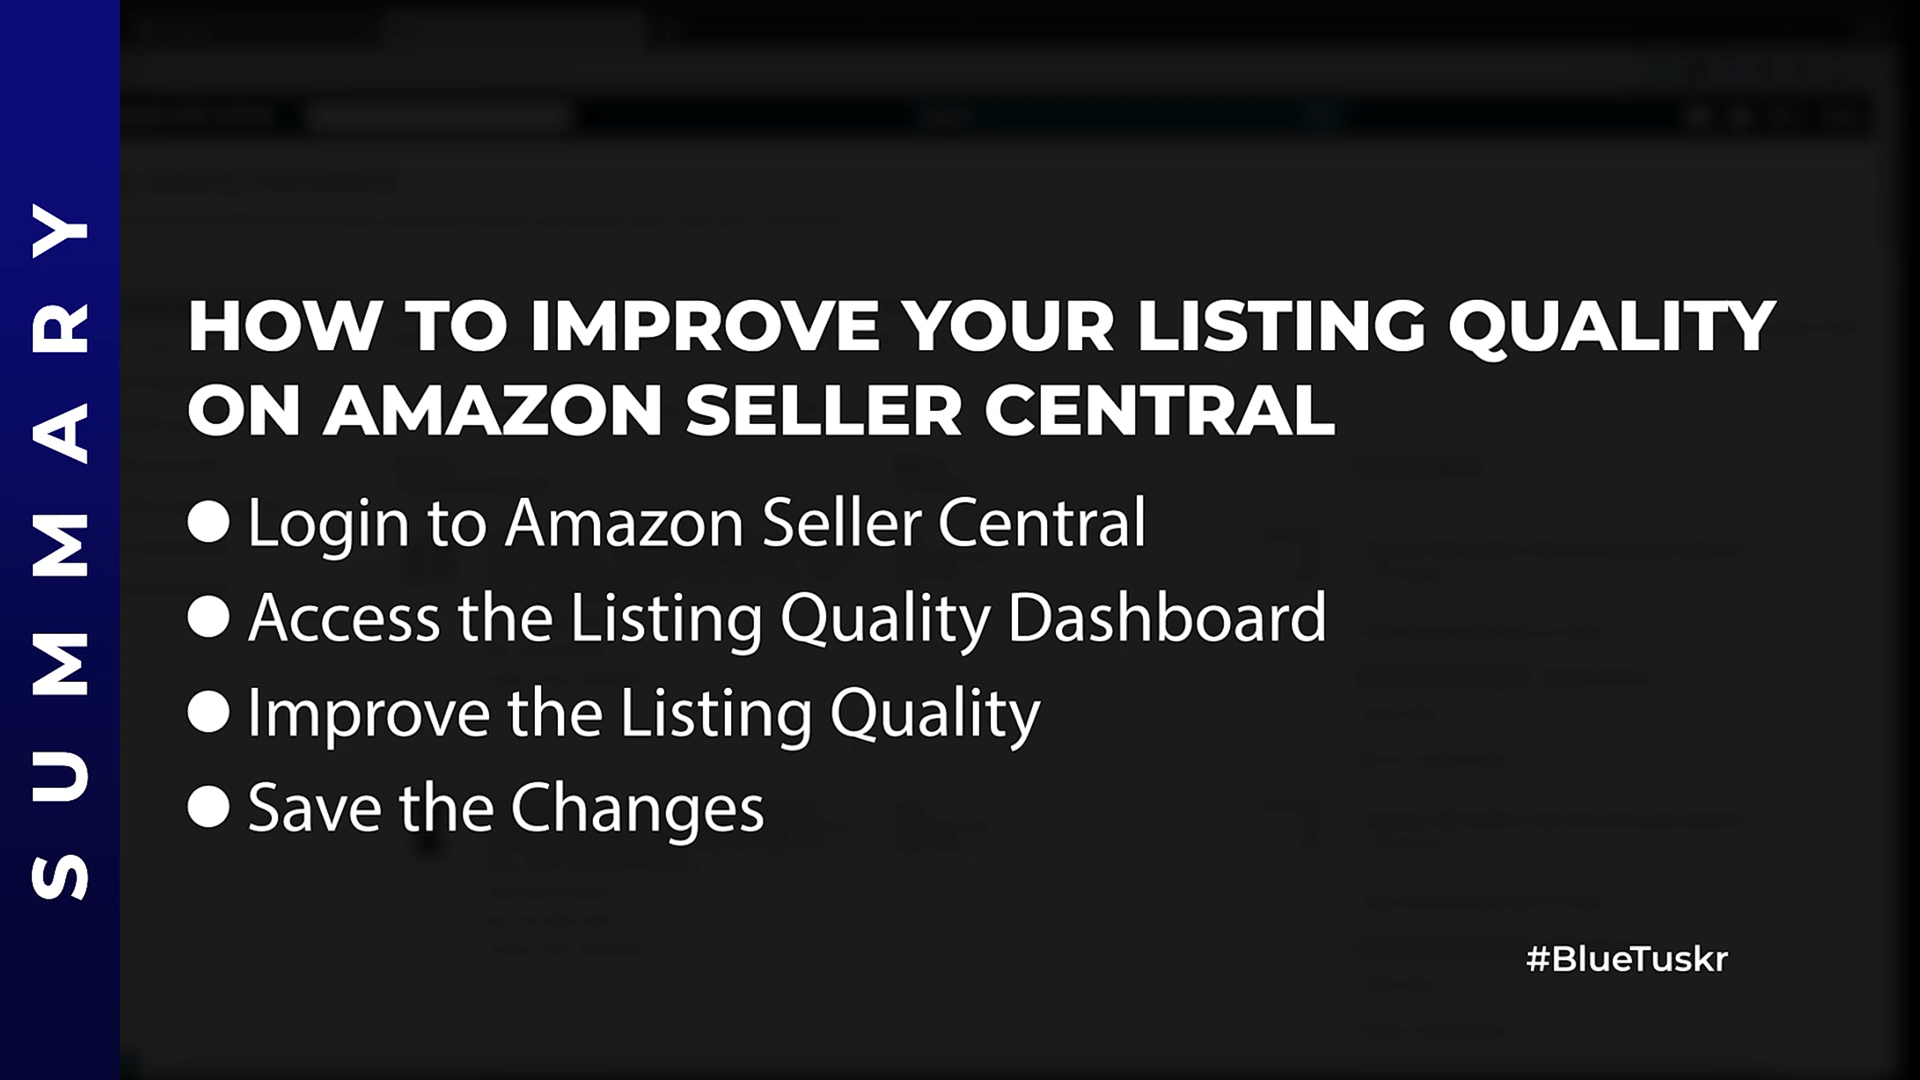 SUMMARY
HOW TO IMPROVE YOUR LISTING QUALITY
ON AMAZON SELLER CENTRAL
● Login to Amazon Seller Central
● Access the Listing Quality Dashboard
● Improve the Listing Quality
● Save the Changes
#BlueTuskr